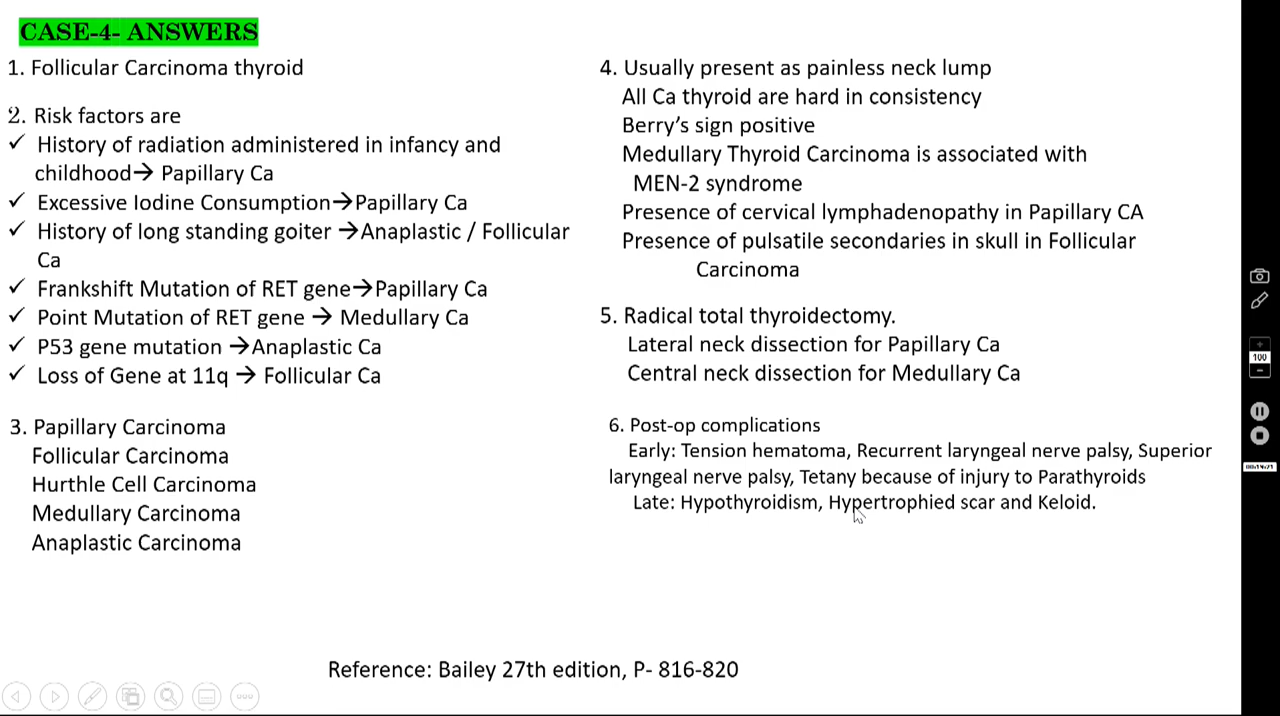 CASE-4- ANSWERS
1. Follicular Carcinoma thyroid
2. Risk factors are
✓ History of radiation administered in infancy and
childhood→ Papillary Ca
✓ Excessive Iodine Consumption→Papillary Ca
✓ History of long standing goiter →Anaplastic / Follicular
Ca
✓ Frankshift Mutation of RET gene→Papillary Ca
✓ Point Mutation of RET gene → Medullary Ca
✓ P53 gene mutation →Anaplastic Ca
✓ Loss of Gene at 11q → Follicular Ca
3. Papillary Carcinoma
Follicular Carcinoma
Hurthle Cell Carcinoma
Medullary Carcinoma
Anaplastic Carcinoma
4. Usually present as painless neck lump
All Ca thyroid are hard in consistency
Berry's sign positive
Medullary Thyroid Carcinoma is associated with
MEN-2 syndrome
Presence of cervical lymphadenopathy in Papillary CA
Presence of pulsatile secondaries in skull in Follicular
Carcinoma
5. Radical total thyroidectomy.
Lateral neck dissection for Papillary Ca
Central neck dissection for Medullary Ca
6. Post-op complications
Early: Tension hematoma, Recurrent laryngeal nerve palsy, Superior
laryngeal nerve palsy, Tetany because of injury to Parathyroids
Late: Hypothyroidism, Hypertrophied scar and Keloid.
Reference: Bailey 27th edition, P- 816-820
100